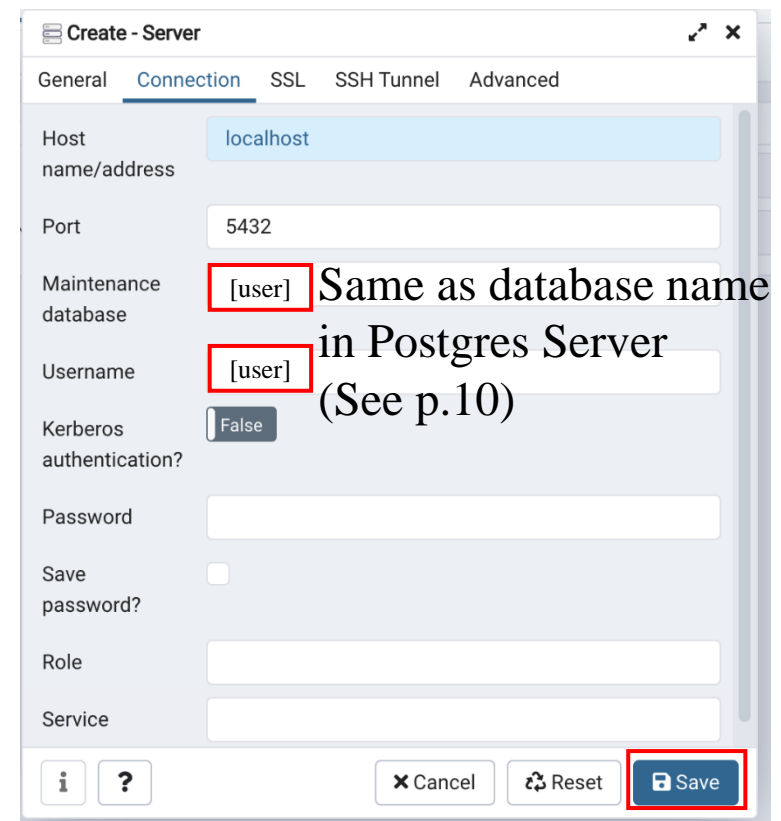 Create - Server
General Connection SSL SSH Tunnel Advanced
Host
name/address
localhost
Port
5432
Maintenance
database
[user]
Same as database name
in Postgres Server
(See p.10)
Username
[user]
Kerberos
authentication?
False
Password
Save
password?
Role
Service
i ? Cancel Reset Save